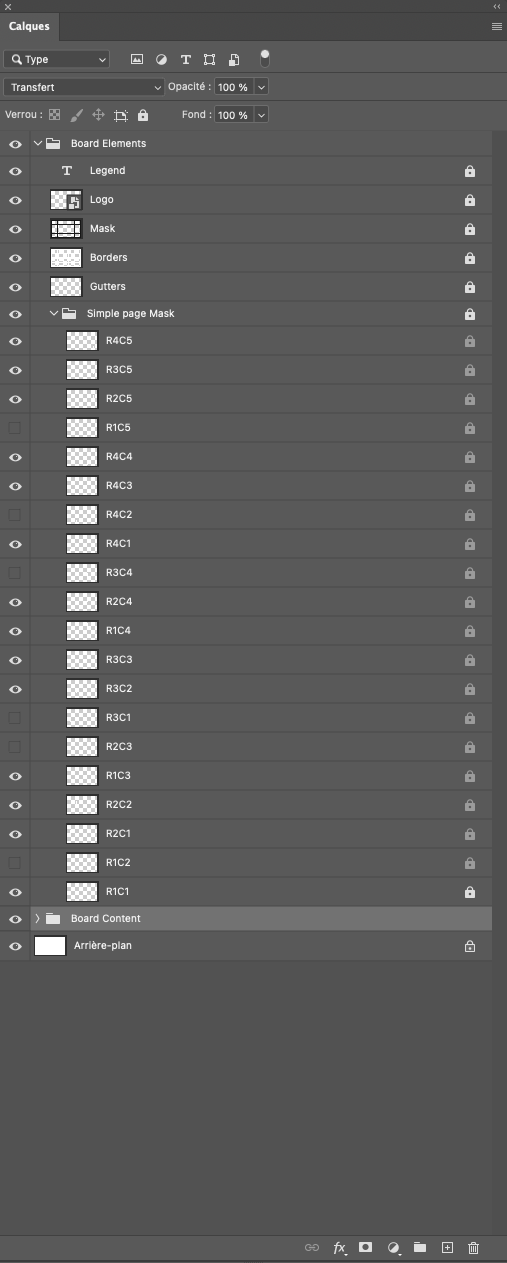 Calques
Type
Transfert Opacité : 100 %
Verrou : Fond : 100 %
Board Elements
Legend
Logo
Mask
Borders
Gutters
Simple page Mask
R4C5
R3C5
R2C5
R1C5
R4C4
R4C3
R4C2
R4C1
R3C4
R2C4
R1C4
R3C3
R3C2
R3C1
R2C3
R1C3
R2C2
R2C1
R1C2
R1C1
Board Content
Arrière-plan
fx